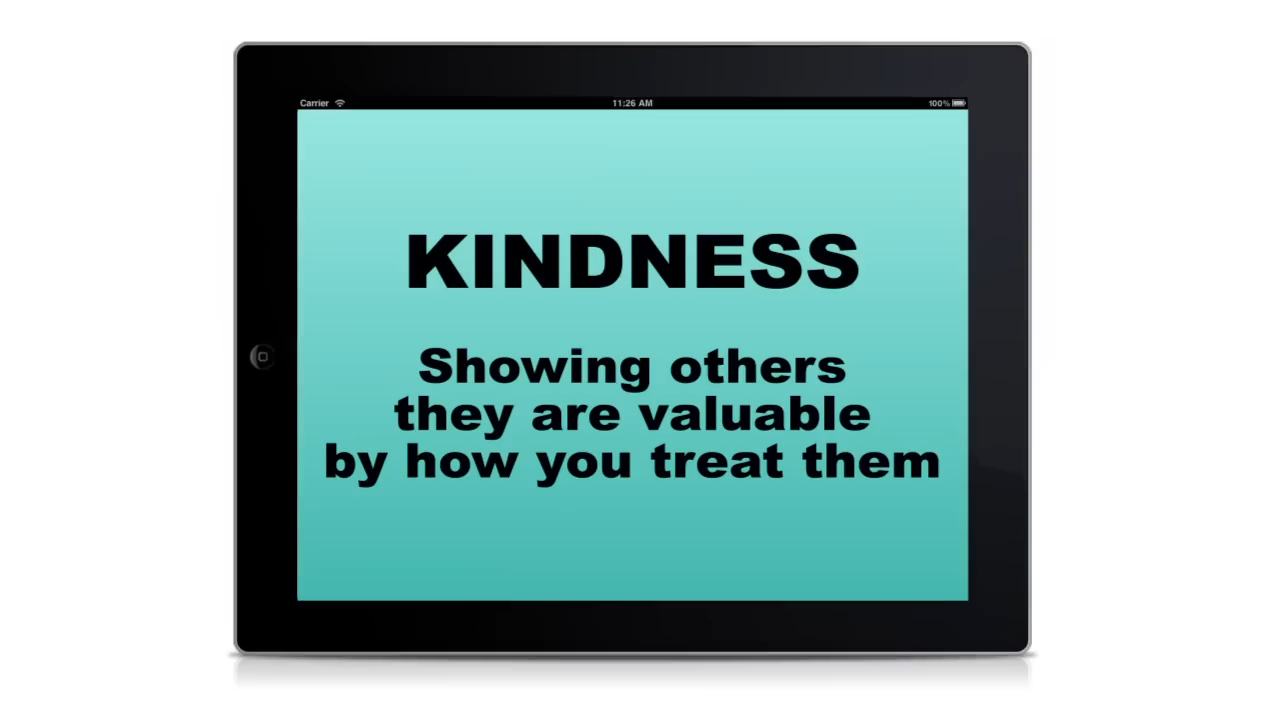 Carrier 11:26 AM 100%
KINDNESS
Showing others
they are valuable
by how you treat them